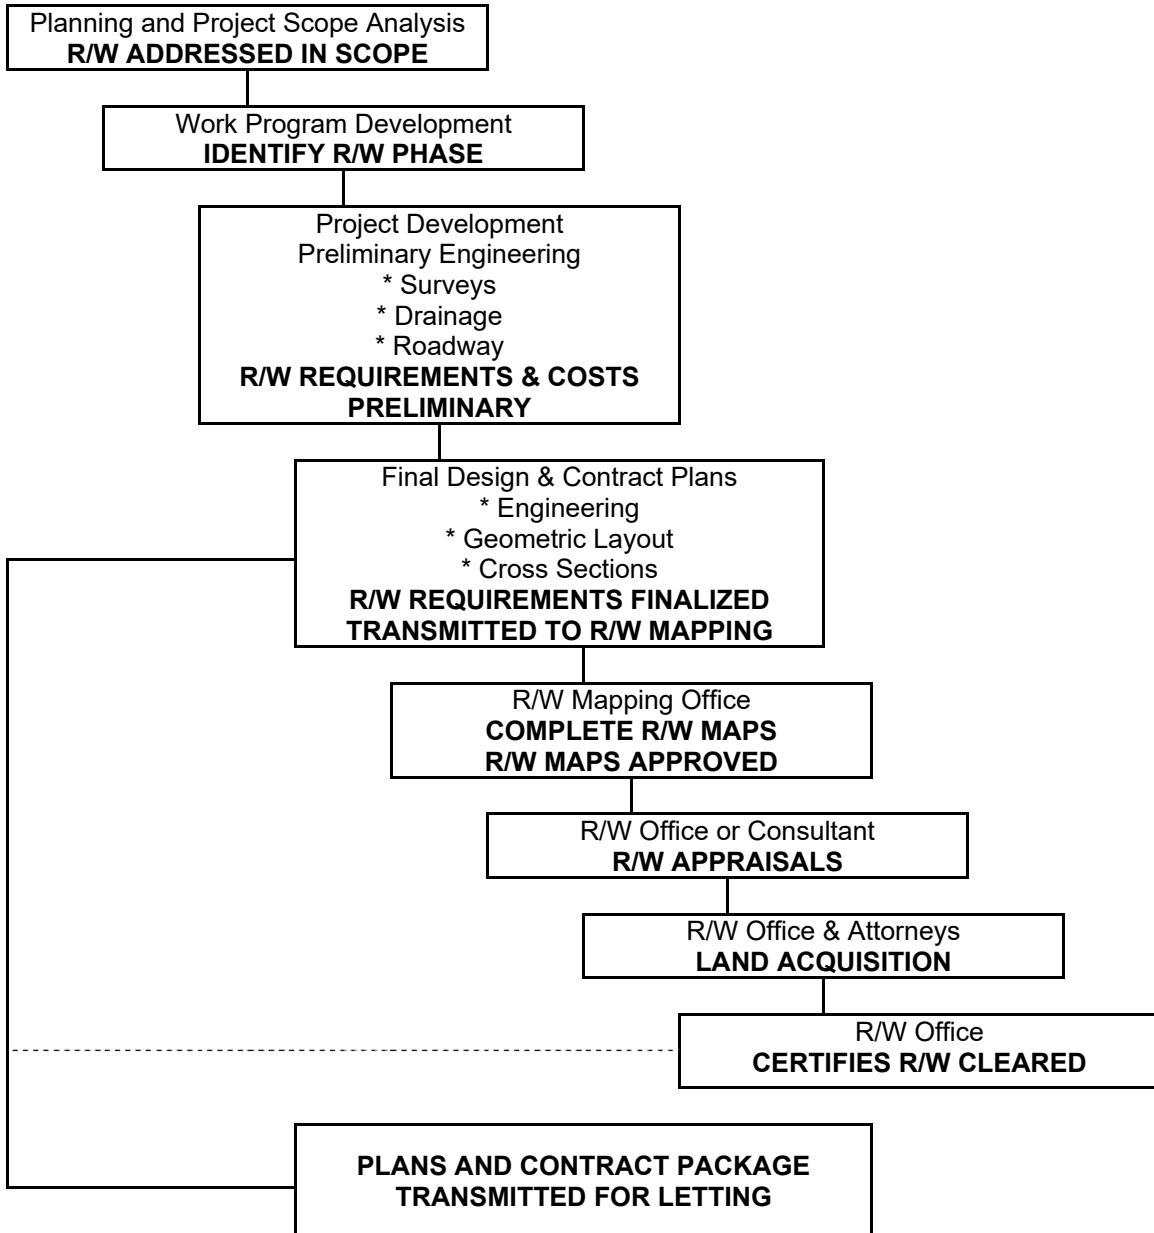 Planning and Project Scope Analysis
R/W ADDRESSED IN SCOPE
Work Program Development
IDENTIFY R/W PHASE
Project Development
Preliminary Engineering
* Surveys
* Drainage
* Roadway
R/W REQUIREMENTS & COSTS
PRELIMINARY
Final Design & Contract Plans
* Engineering
* Geometric Layout
* Cross Sections
R/W REQUIREMENTS FINALIZED
TRANSMITTED TO R/W MAPPING
R/W Mapping Office
COMPLETE R/W MAPS
R/W MAPS APPROVED
R/W Office or Consultant
R/W APPRAISALS
R/W Office & Attorneys
LAND ACQUISITION
R/W Office
CERTIFIES R/W CLEARED
PLANS AND CONTRACT PACKAGE
TRANSMITTED FOR LETTING